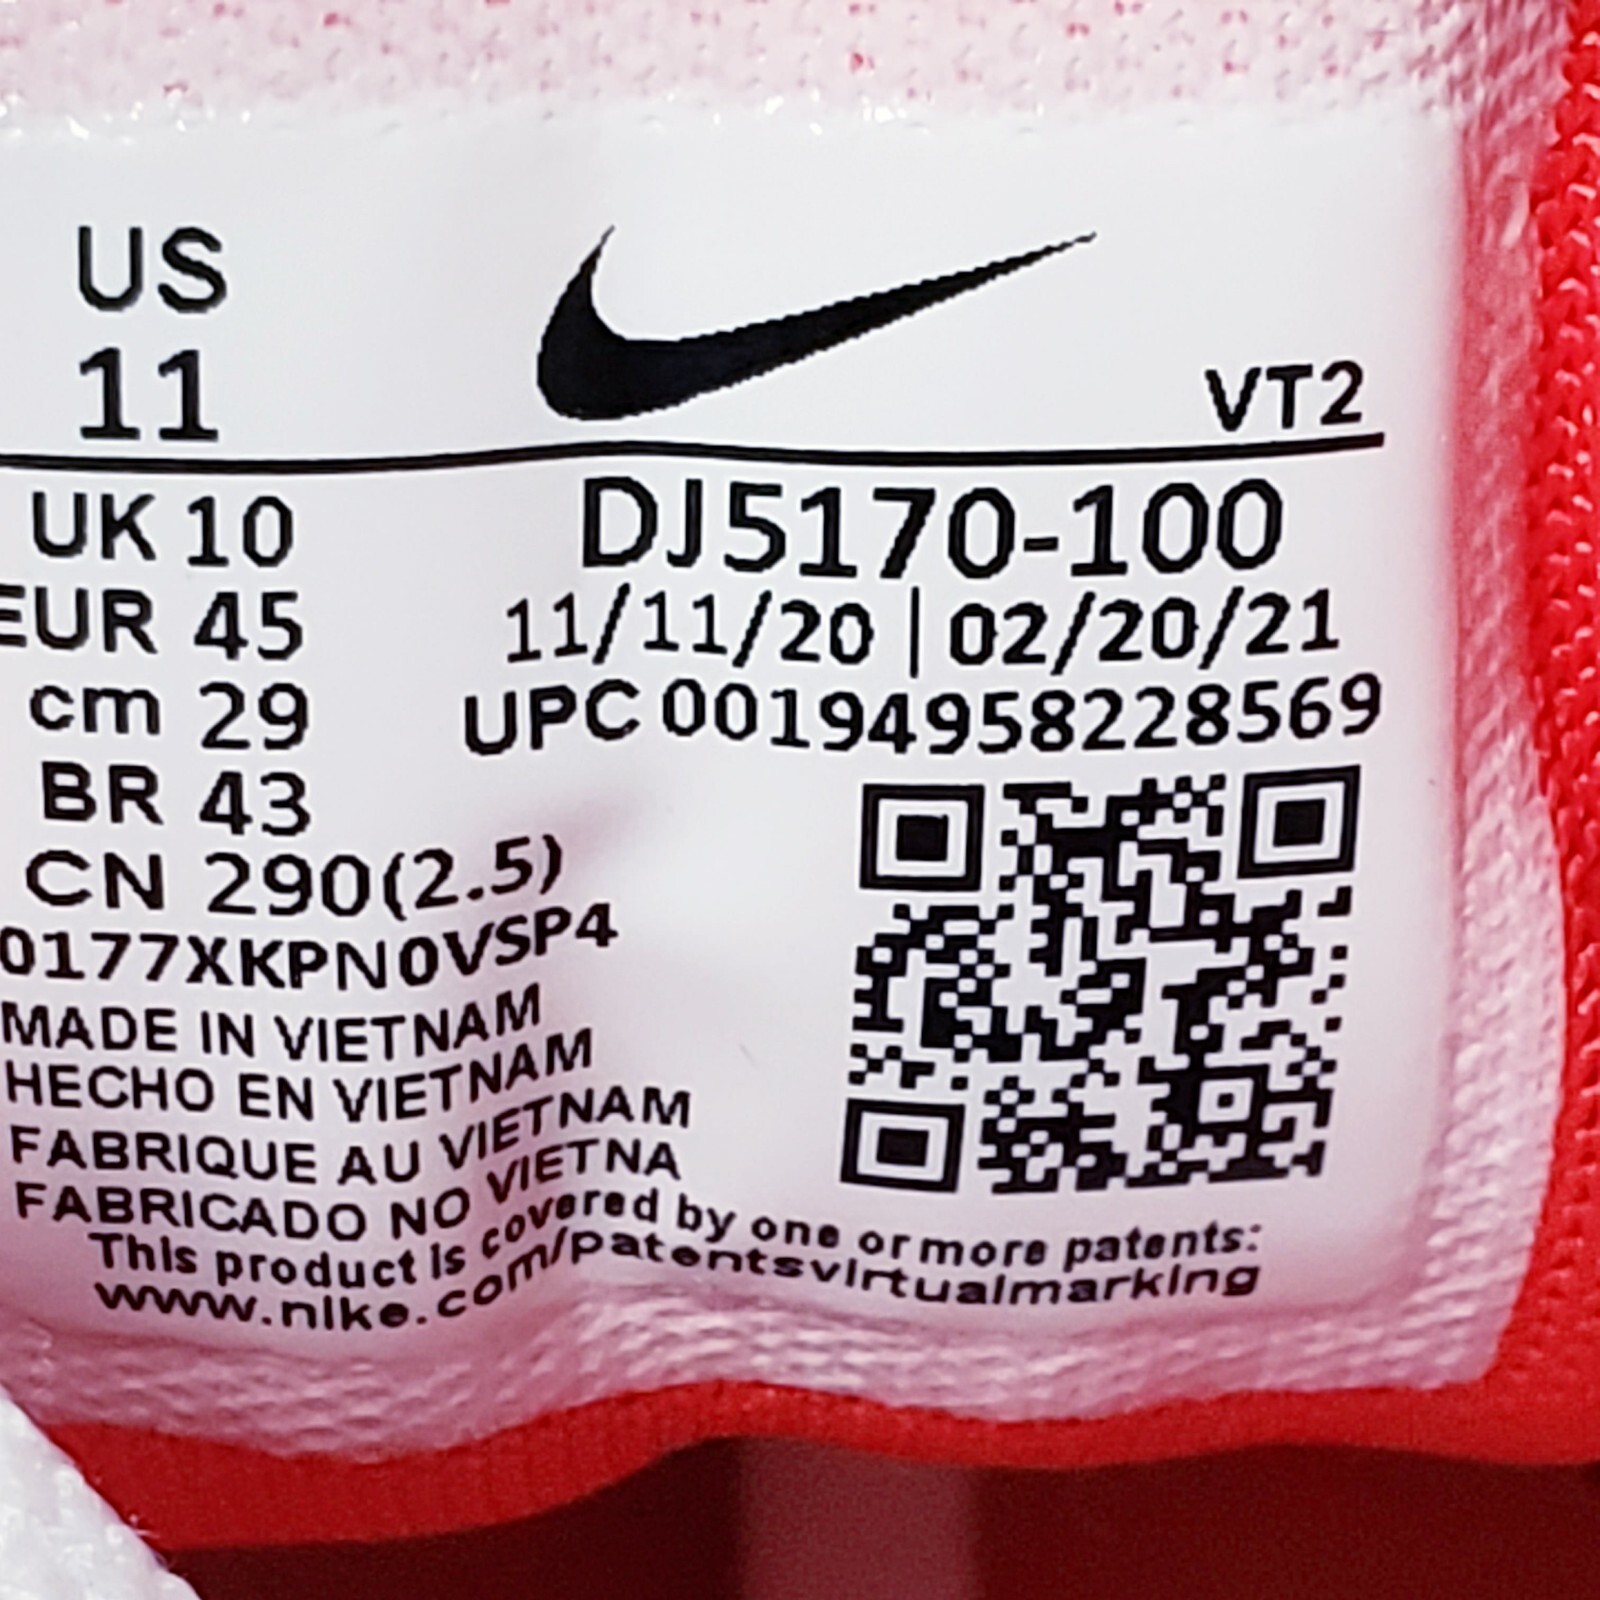 US
11
VT2
UK 10
EUR 45
cm 29
BR 43
CN 290(2.5)
0177XKPN0VSP4
MADE IN VIETNAM
HECHO EN VIETNAM
FABRIQUE AU VIETNAM
FABRICADO NO VIETNA
DJ5170-100
11/11/20 | 02/20/21
UPC 00194958228569
This product is covered by one or more patents:
www.nike.com/patentsvirtualmarking